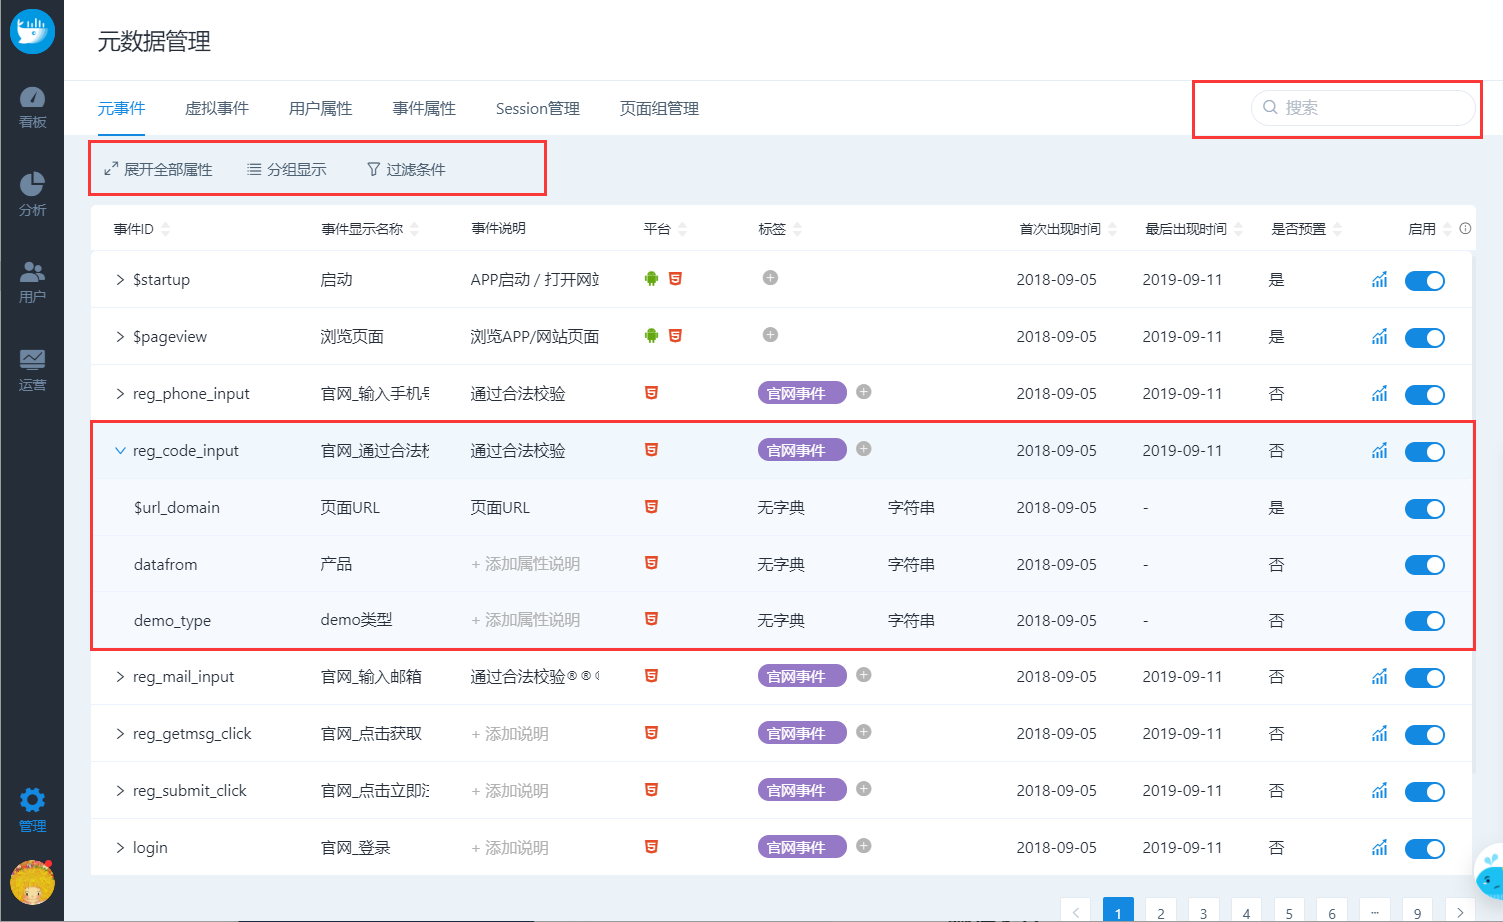 元数据管理
元事件 虚拟事件 用户属性 事件属性 Session管理 页面组管理 搜索
看板
分析
用户
运营
管理
展开全部属性 分组显示 过滤条件
事件ID 事件显示名称 事件说明 平台 标签 首次出现时间 最后出现时间 是否预置 启用
$startup 启动 APP启动 / 打开网站 2018-09-05 2019-09-11 是
$pageview 浏览页面 浏览APP/网站页面 2018-09-05 2019-09-11 是
reg_phone_input 官网_输入手机号 通过合法校验 官网事件 2018-09-05 2019-09-11 否
reg_code_input 官网_通过合法校 通过合法校验 官网事件 2018-09-05 2019-09-11 否
$url_domain 页面URL 页面URL 无字典 字符串 2018-09-05 - 是
datafrom 产品 + 添加属性说明 无字典 字符串 2018-09-05 - 否
demo_type demo类型 + 添加属性说明 无字典 字符串 2018-09-05 - 否
reg_mail_input 官网_输入邮箱 通过合法校验®® 官网事件 2018-09-05 2019-09-11 否
reg_getmsg_click 官网_点击获取 + 添加说明 官网事件 2018-09-05 2019-09-11 否
reg_submit_click 官网_点击立即注 + 添加说明 官网事件 2018-09-05 2019-09-11 否
login 官网_登录 + 添加说明 官网事件 2018-09-05 2019-09-11 否
< 1 2 3 4 5 6 ··· 9 >